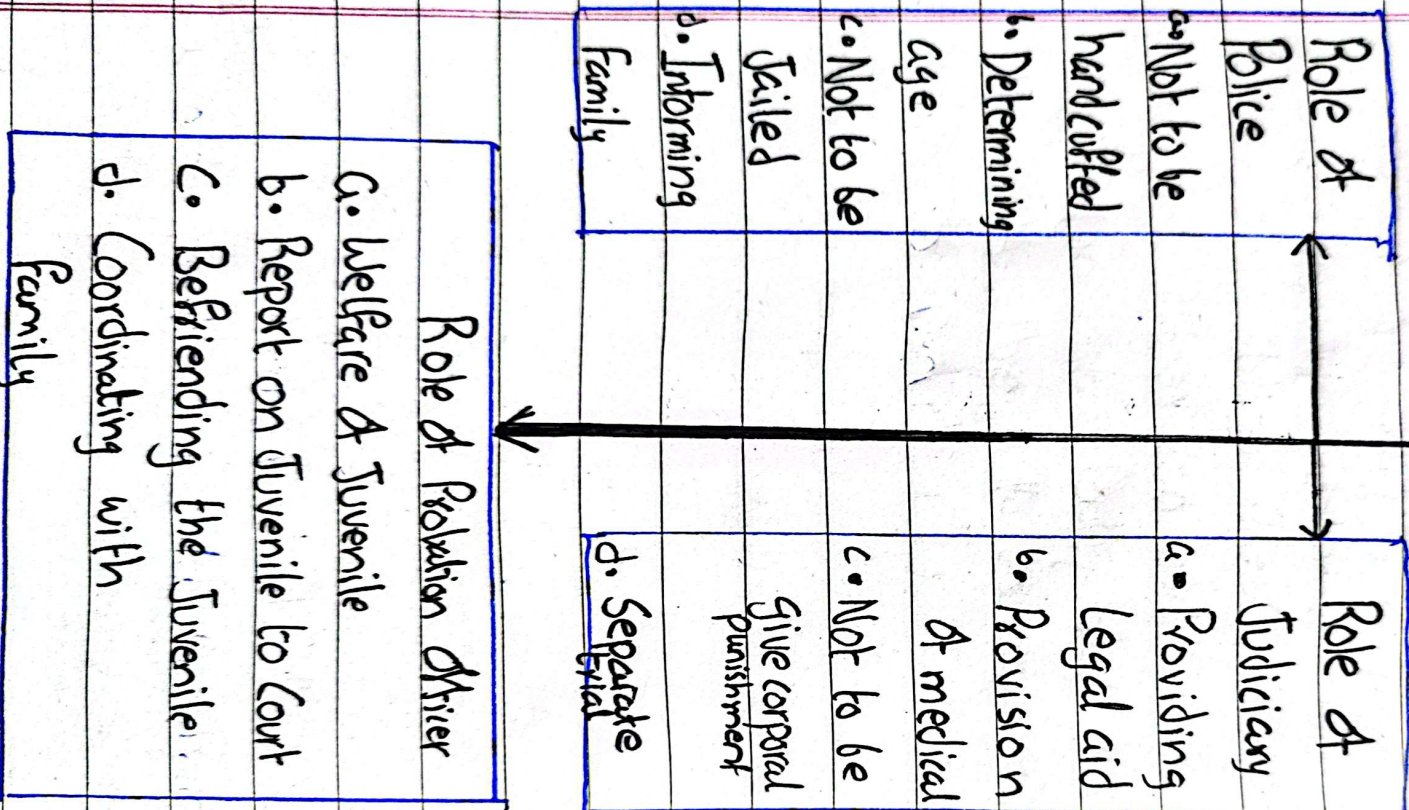 Role of
Police
a. Not to be
handcuffed
b. Determining
age
c. Not to be
Jailed
d. Informing
Family
Role of
Judiciary
a. Providing
Legal aid
b. Provision
of medical
c. Not to be
Give corporal
punishment
d. Separate
trial
Role of Probation Officer
a. Welfare of Juvenile
b. Report on Juvenile to Court
c. Befriending the Juvenile.
d. Coordinating with
family